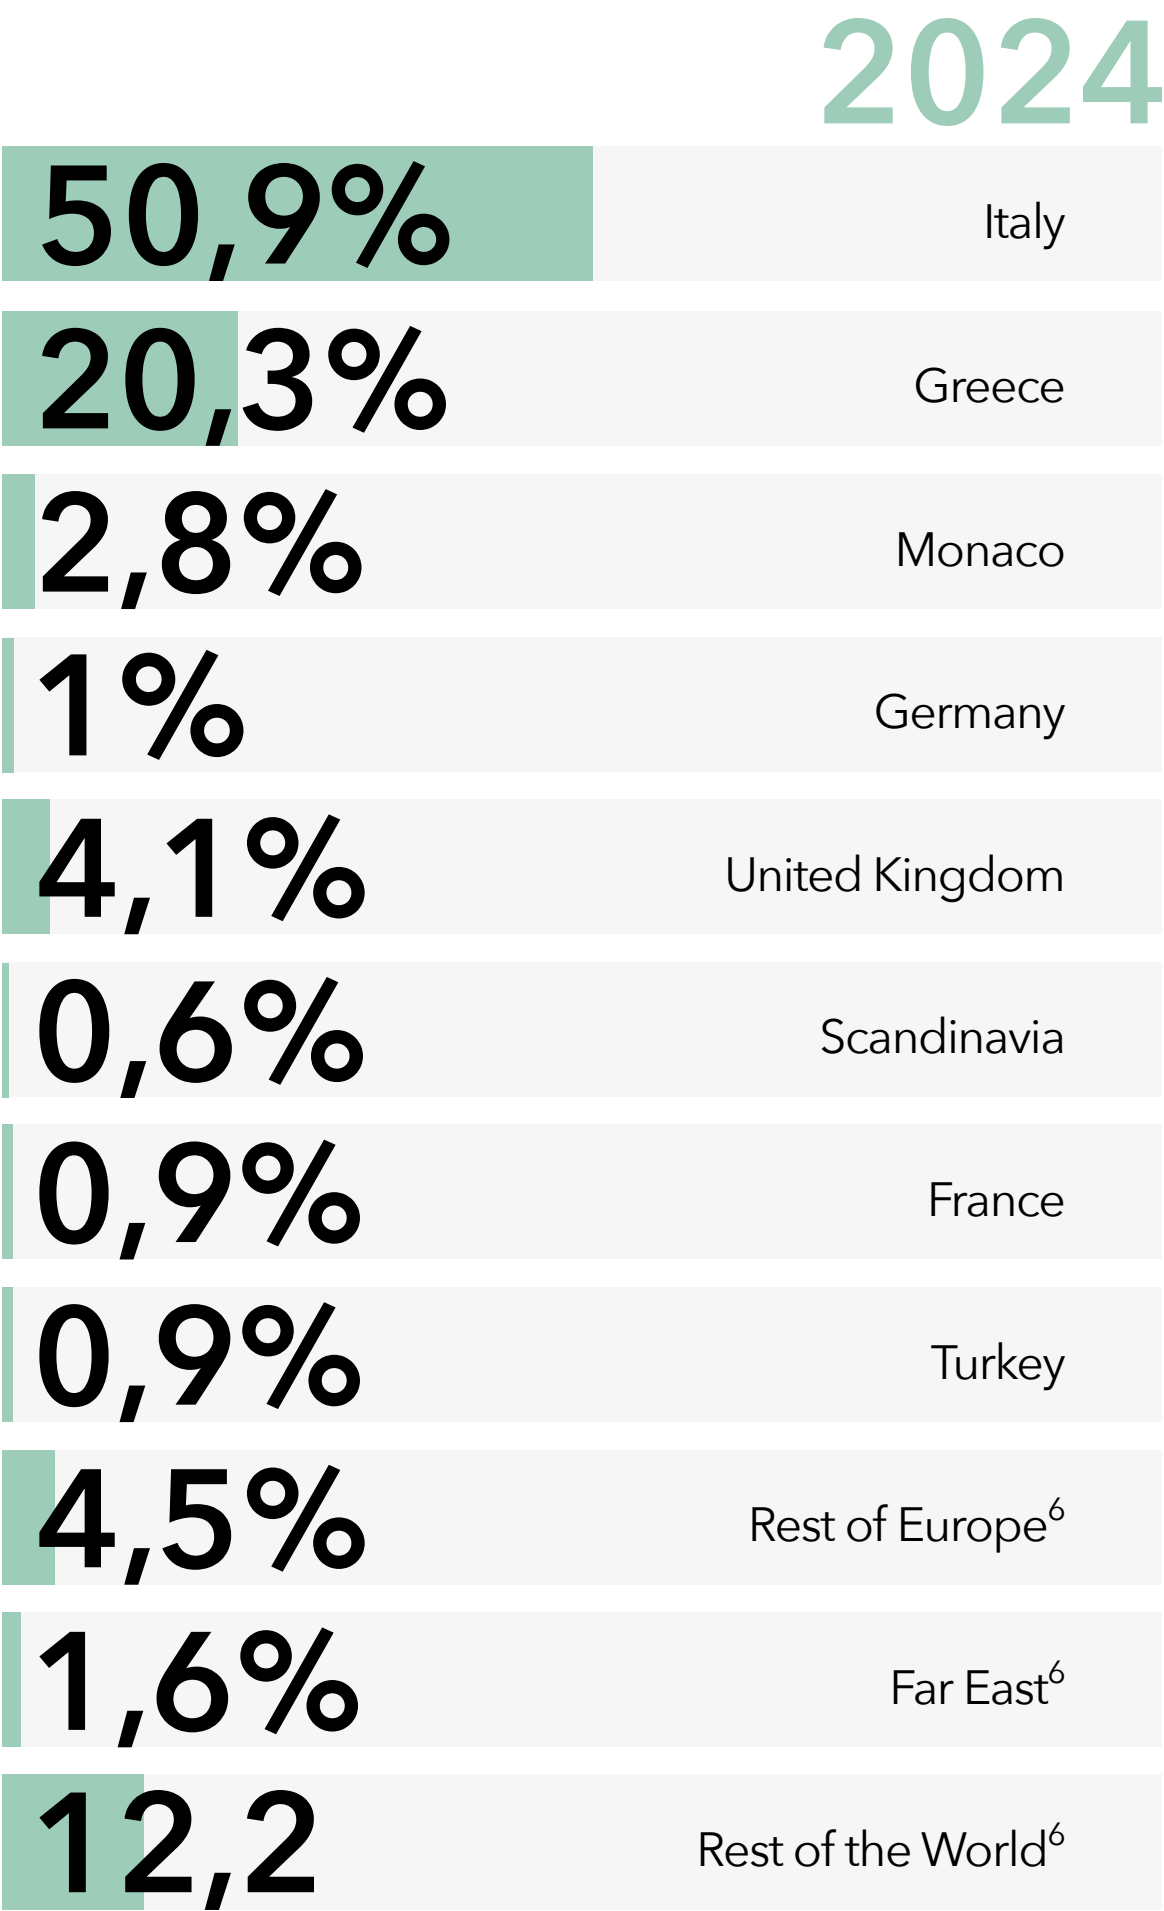 2024
50,9% Italy
20,3% Greece
2,8% Monaco
1% Germany
4,1% United Kingdom
0,6% Scandinavia
0,9% France
0,9% Turkey
4,5% Rest of Europe⁶
1,6% Far East⁶
12,2 Rest of the World⁶